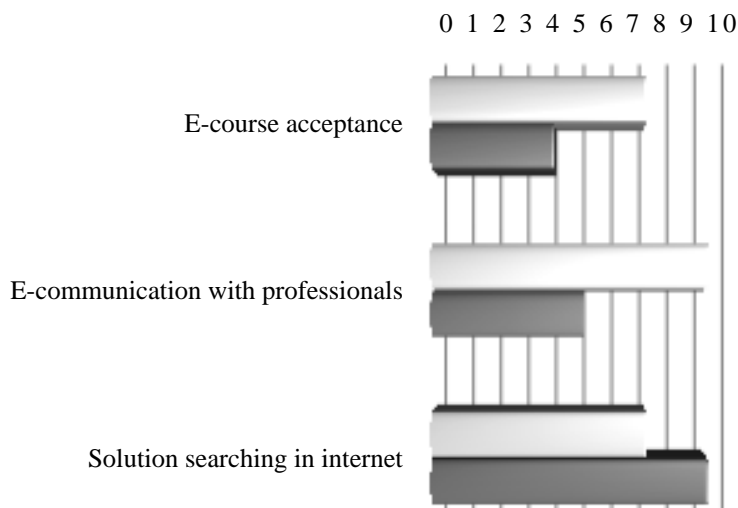 0 1 2 3 4 5 6 7 8 9 10
E-course acceptance
E-communication with professionals
Solution searching in internet